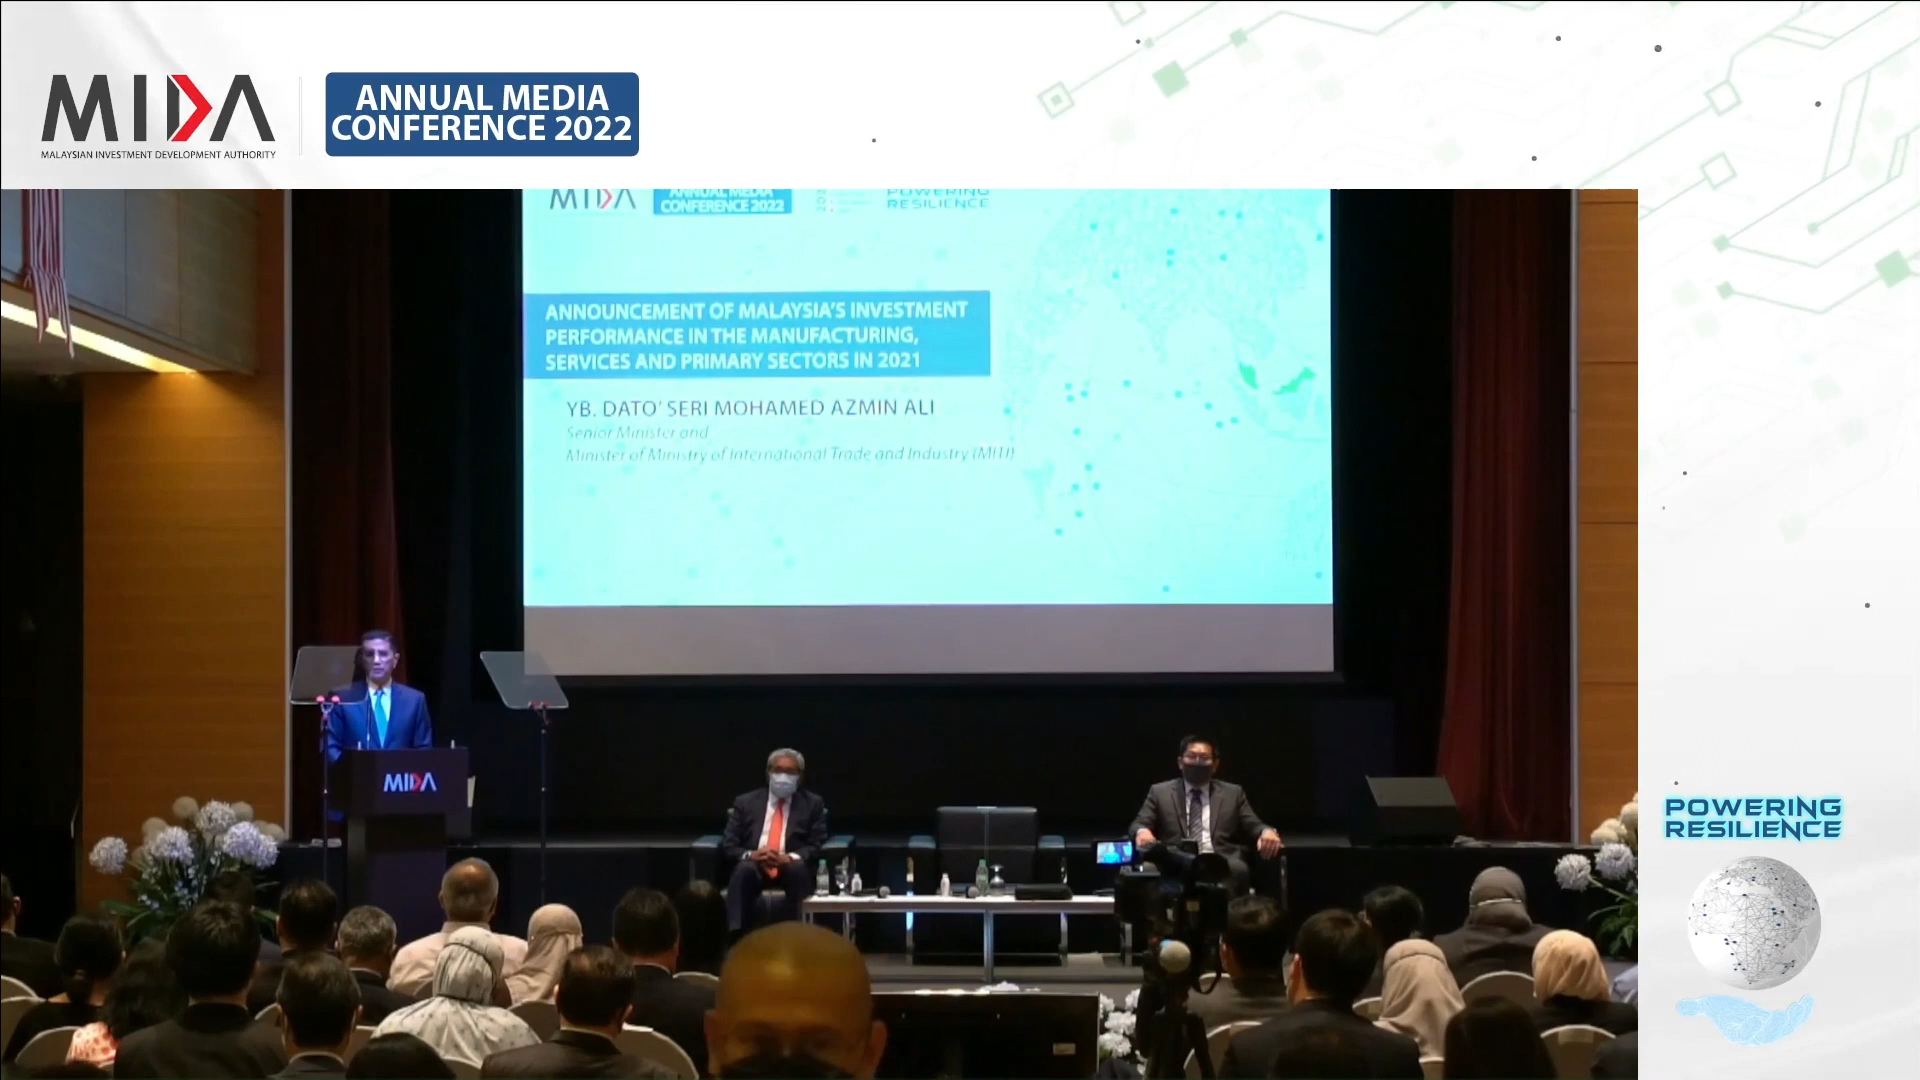 MIDA
MALAYSIAN INVESTMENT DEVELOPMENT AUTHORITY
ANNUAL MEDIA
CONFERENCE 2022
MIDA
ANNUAL MEDIA
CONFERENCE 2022
POWERING
RESILIENCE
ANNOUNCEMENT OF MALAYSIA'S INVESTMENT
PERFORMANCE IN THE MANUFACTURING,
SERVICES AND PRIMARY SECTORS IN 2021
YB. DATO' SERI MOHAMED AZMIN ALI
Senior Minister and
Minister of Ministry of International Trade and Industry (MITI)
MIDA
POWERING
RESILIENCE